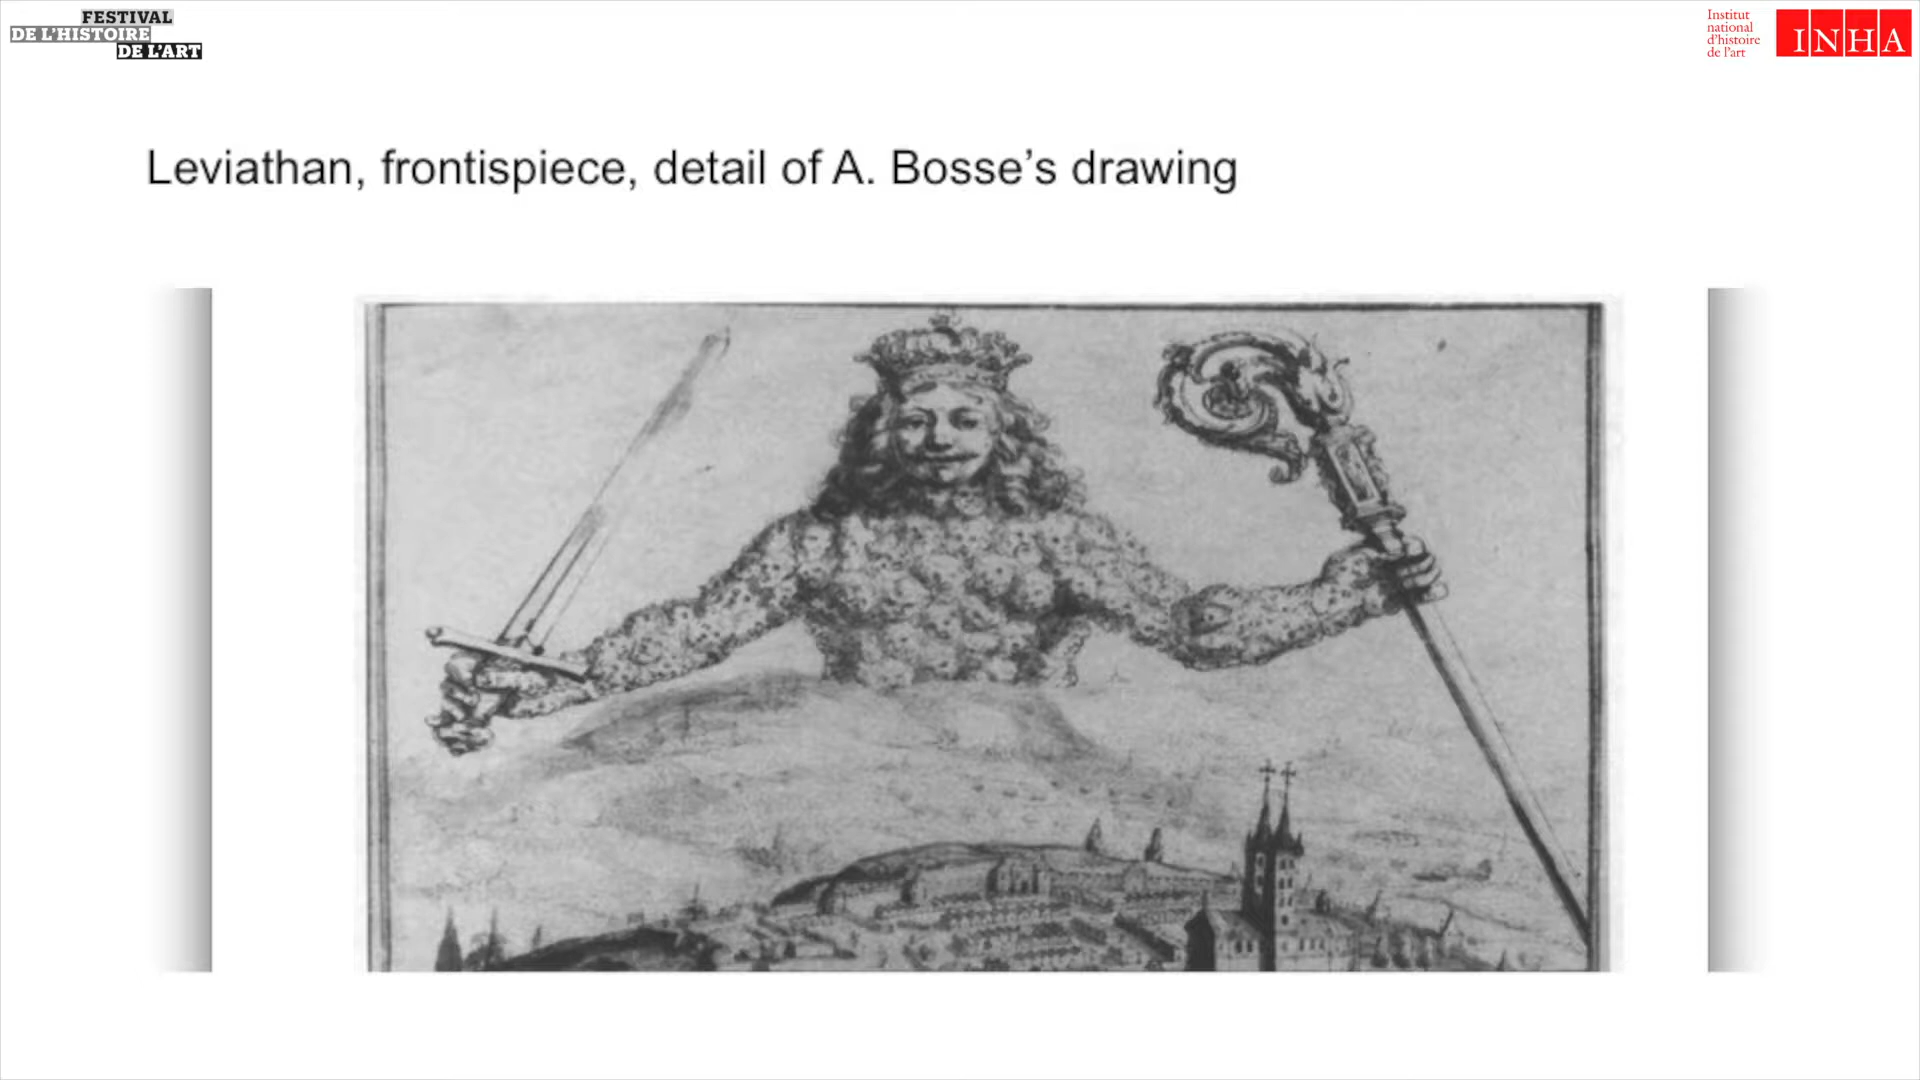 FESTIVAL
DE L'HISTOIRE
DE L'ART
Institut
national
d'histoire
de l'art
INHA
Leviathan, frontispiece, detail of A. Bosse’s drawing